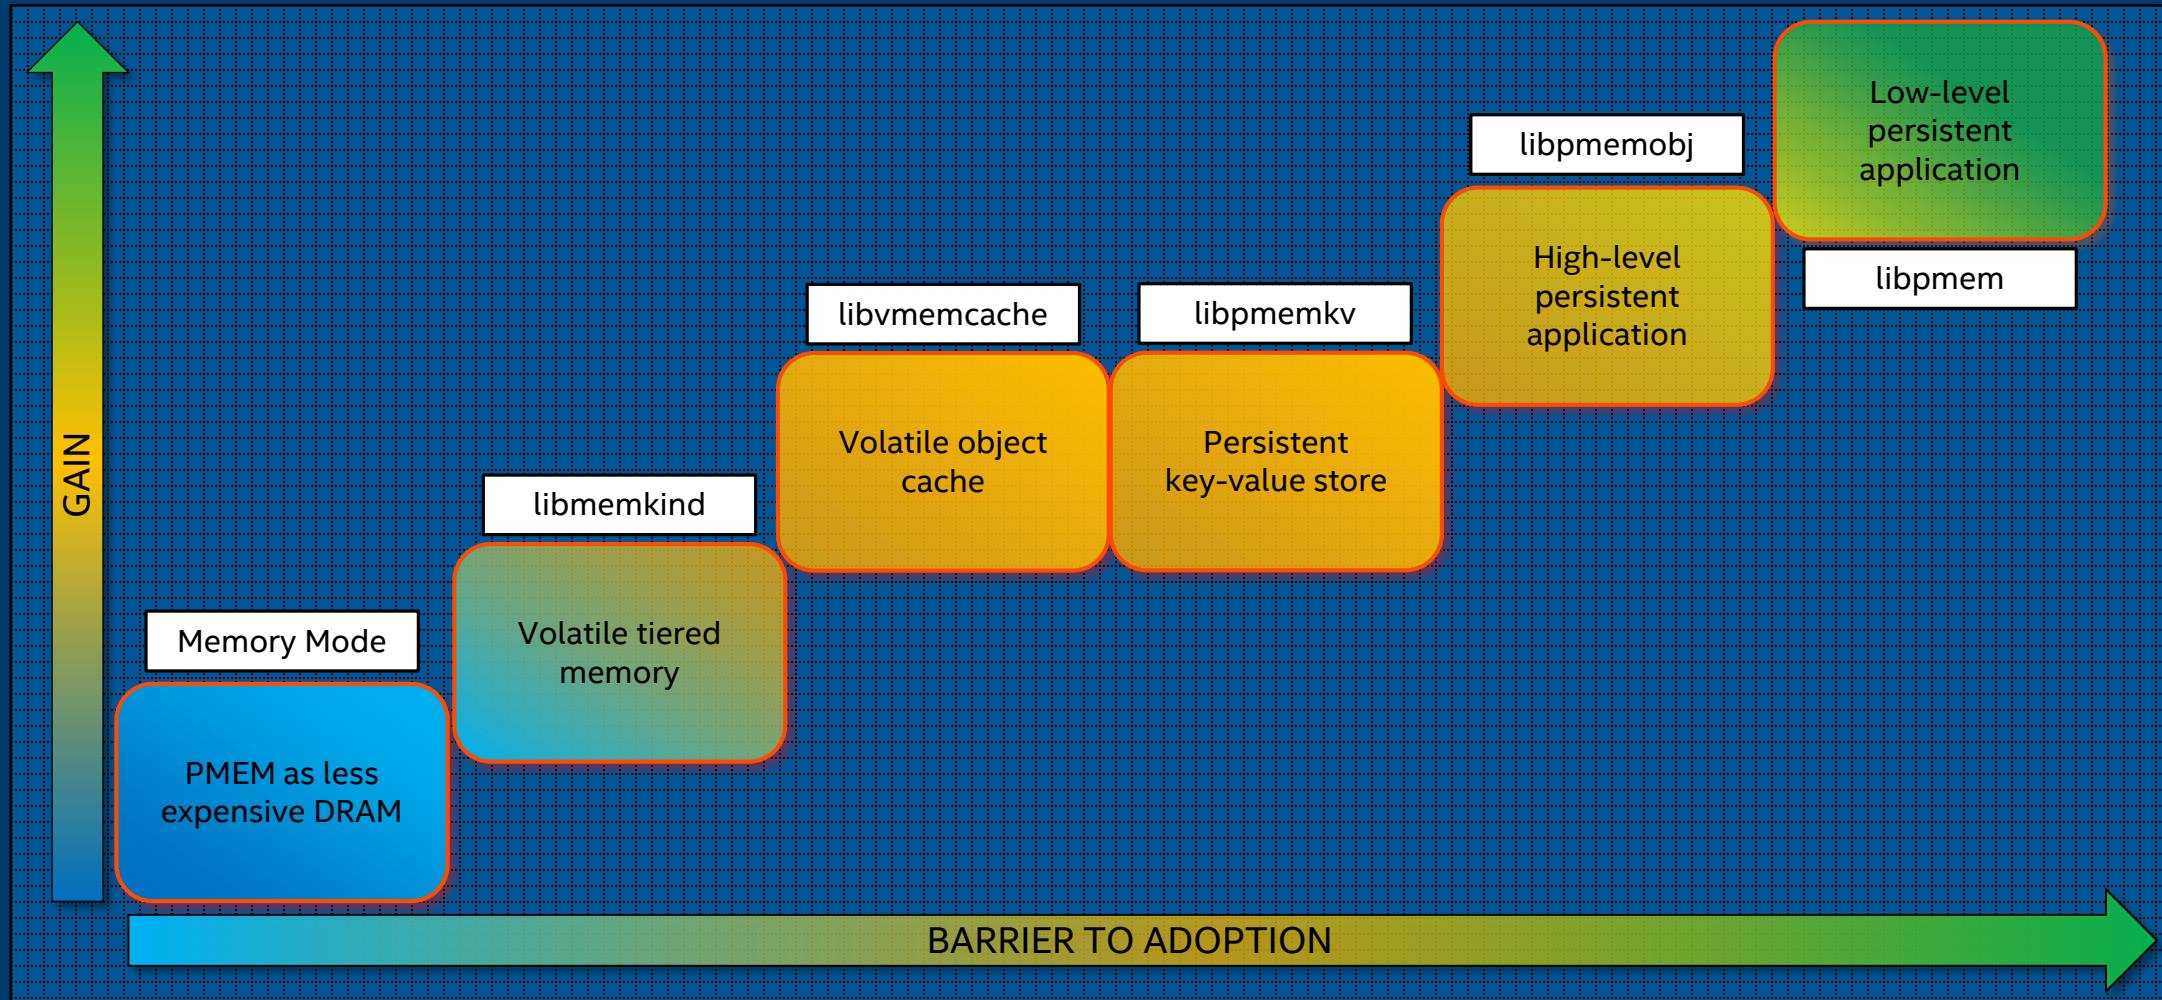 GAIN
Memory Mode
PMEM as less
expensive DRAM
libmemkind
Volatile tiered
memory
libvmemcache
Volatile object
cache
libpmemkv
Persistent
key-value store
libpmemobj
High-level
persistent
application
Low-level
persistent
application
libpmem
BARRIER TO ADOPTION